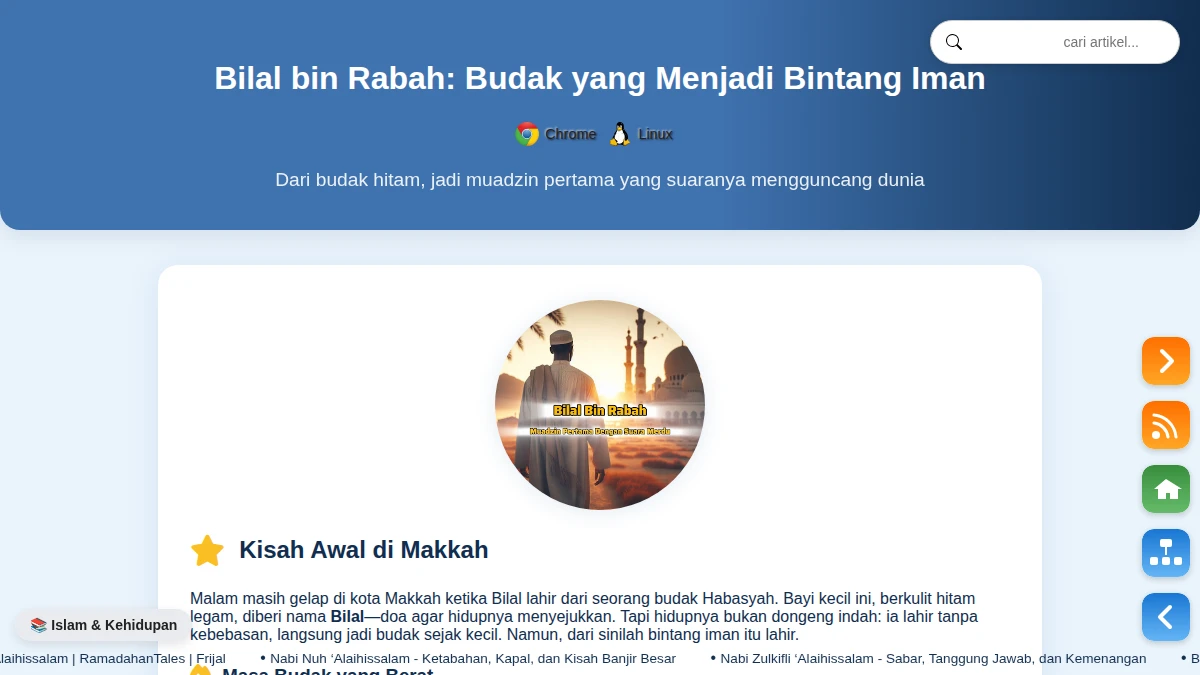 cari artikel...
Bilal bin Rabah: Budak yang Menjadi Bintang Iman
Chrome Linux
Dari budak hitam, jadi muadzin pertama yang suaranya mengguncang dunia
Bilal Bin Rabah
Muadzin Pertama Dengan Suara Merdu
Kisah Awal di Makkah
Malam masih gelap di kota Makkah ketika Bilal lahir dari seorang budak Habasyah. Bayi kecil ini, berkulit hitam
legam, diberi nama Bilal—doa agar hidupnya menyejukkan. Tapi hidupnya bukan dongeng indah: ia lahir tanpa
kebebasan, langsung jadi budak sejak kecil. Namun, dari sinilah bintang iman itu lahir.
📚 Islam & Kehidupan
laihissalam | RamadahanTales | Frijal • Nabi Nuh ‘Alaihissalam - Ketabahan, Kapal, dan Kisah Banjir Besar • Nabi Zulkifli ‘Alaihissalam - Sabar, Tanggung Jawab, dan Kemenangan • B
Masa Budak yang Berat